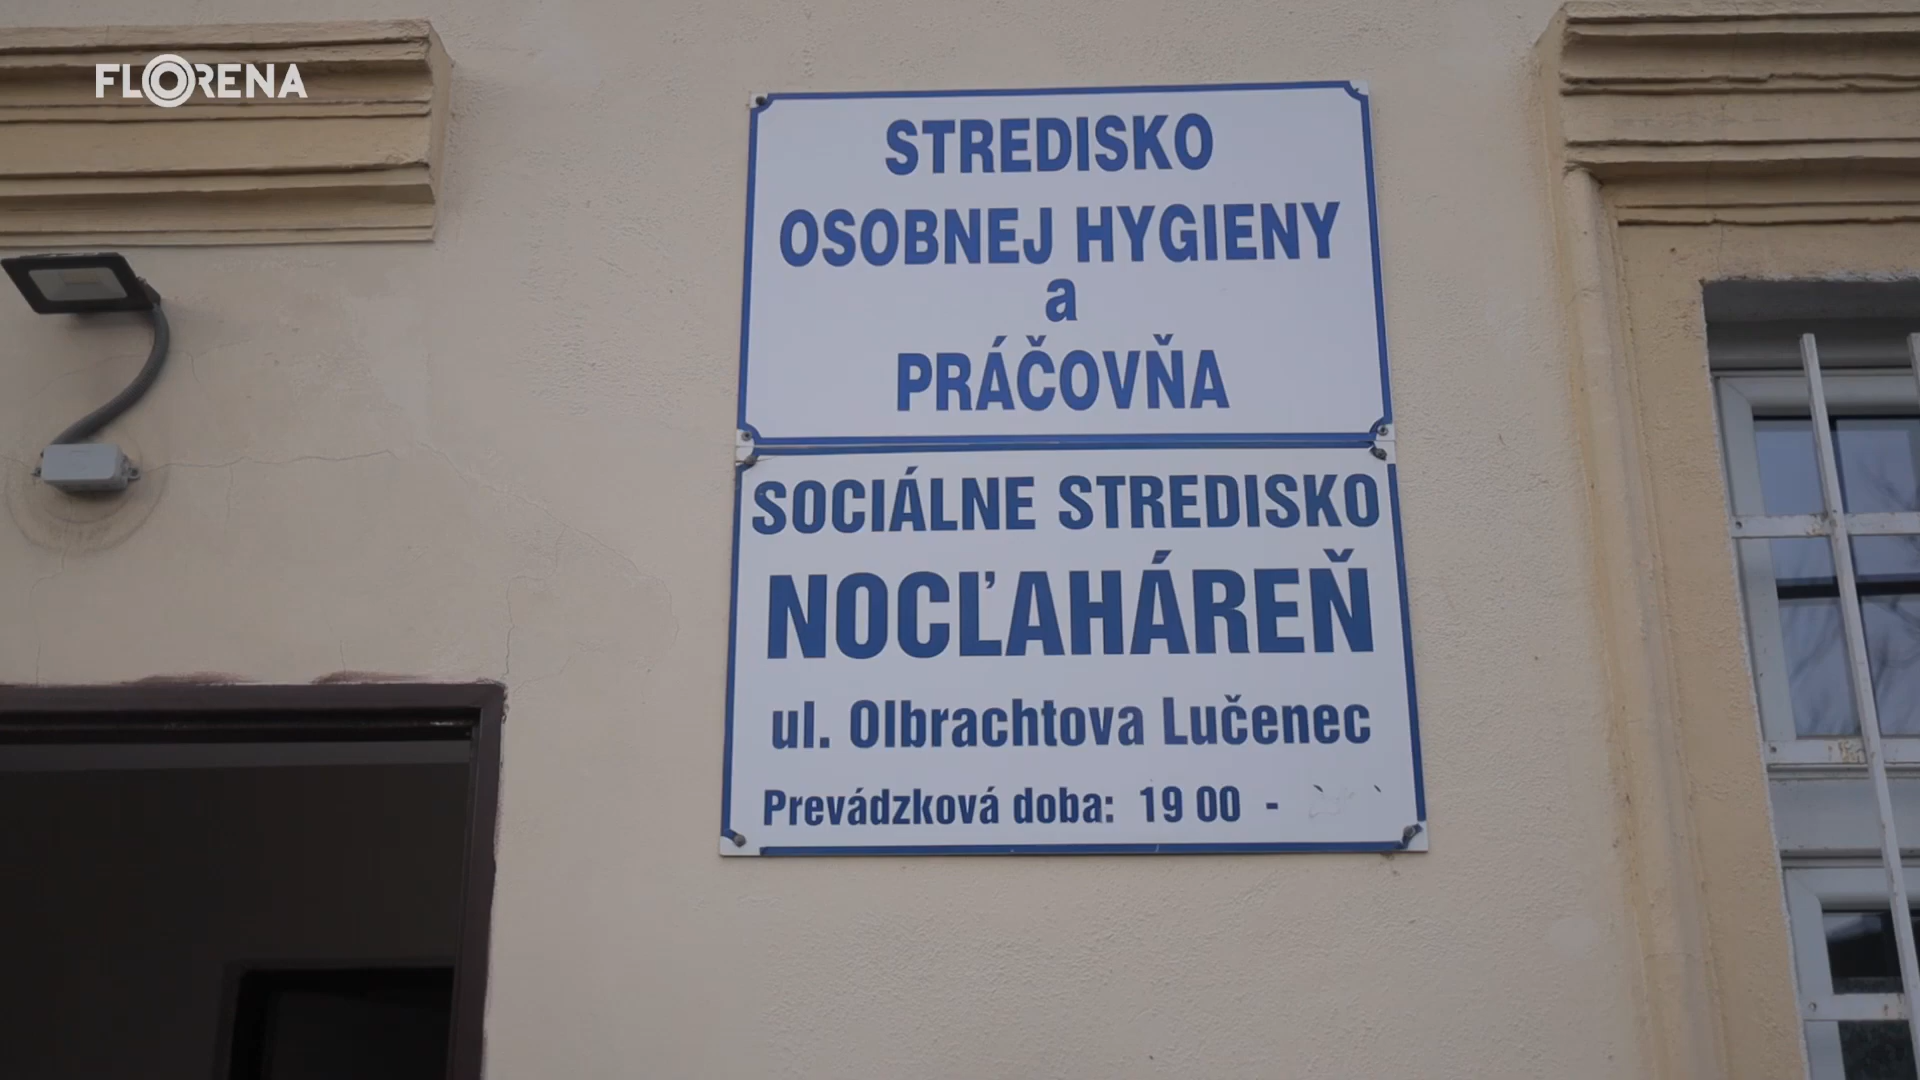 FLORENA
STREDISKO
OSOBNEJ HYGIENY
a
PRÁČOVŇA
SOCIÁLNE STREDISKO
NOCĽAHÁREŇ
ul. Olbrachtova Lučenec
Prevádzková doba: 19 00 -